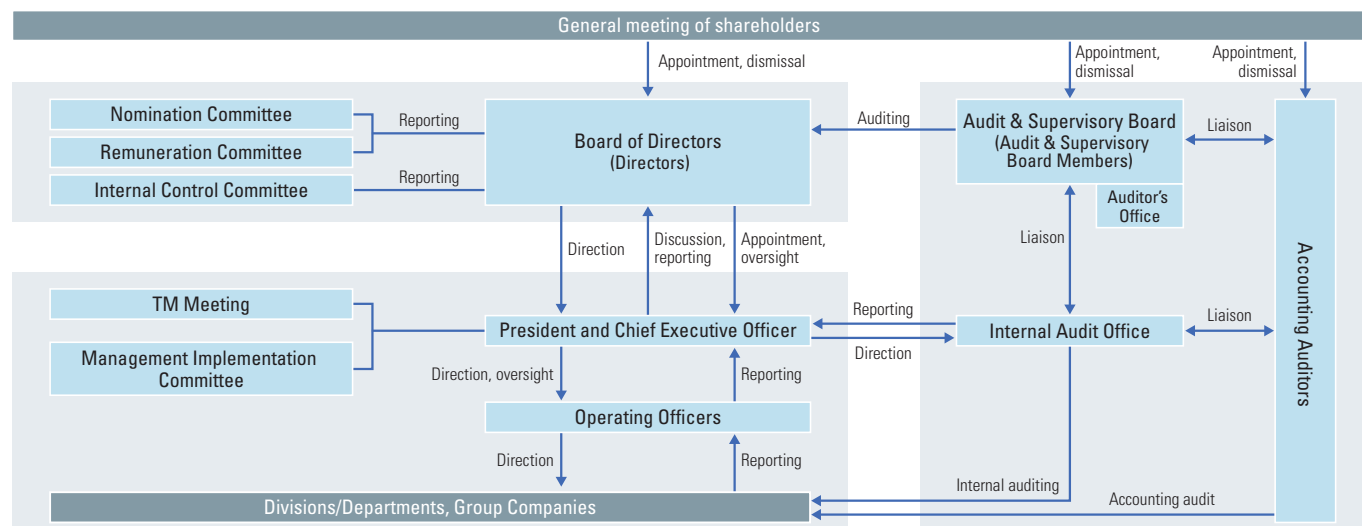 General meeting of shareholders
Appointment, dismissal
Appointment,
dismissal
Appointment,
dismissal
Nomination Committee
Remuneration Committee
Internal Control Committee
Reporting
Reporting
Board of Directors
(Directors)
Auditing
Audit & Supervisory Board
(Audit & Supervisory
Board Members)
Auditor's
Office
Liaison
Liaison
Accounting Auditors
Direction
Discussion,
reporting
Appointment,
oversight
TM Meeting
Management Implementation
Committee
President and Chief Executive Officer
Reporting
Direction
Internal Audit Office
Liaison
Direction, oversight
Reporting
Operating Officers
Direction
Reporting
Internal auditing
Accounting audit
Divisions/Departments, Group Companies